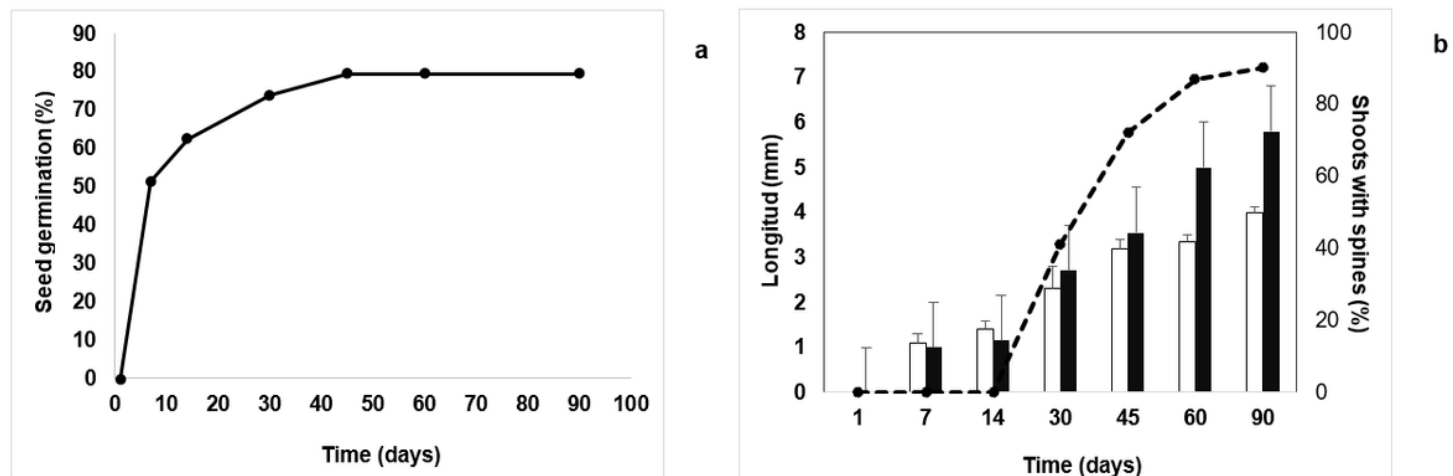 90
80
70
60
50
40
30
20
10
0
Seed germination (%)
0 10 20 30 40 50 60 70 80 90 100
Time (days)
a
8
7
6
5
4
3
2
1
0
Longitud (mm)
1 7 14 30 45 60 90
Time (days)
100
80
60
40
20
0
Shoots with spines (%)
b